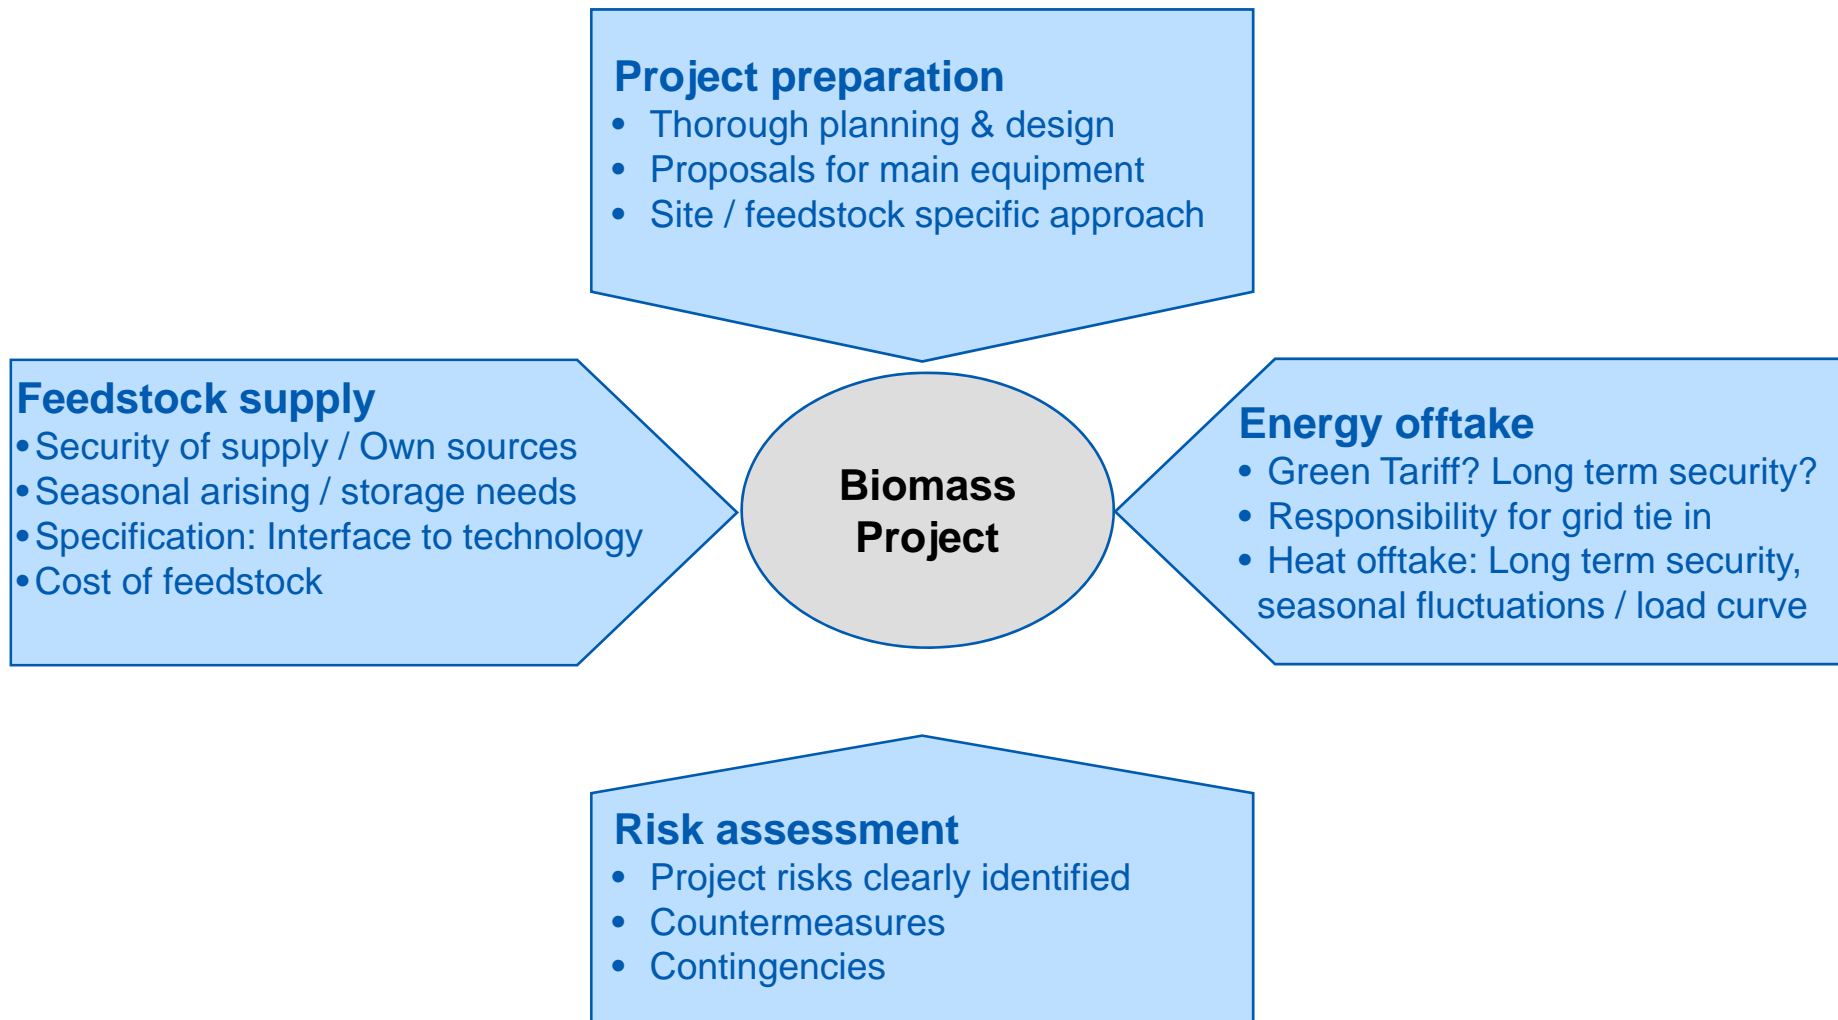 Project preparation
• Thorough planning & design
• Proposals for main equipment
• Site / feedstock specific approach
Feedstock supply
• Security of supply / Own sources
• Seasonal arising / storage needs
• Specification: Interface to technology
• Cost of feedstock
Biomass
Project
Energy offtake
• Green Tariff? Long term security?
• Responsibility for grid tie in
• Heat offtake: Long term security,
seasonal fluctuations / load curve
Risk assessment
• Project risks clearly identified
• Countermeasures
• Contingencies